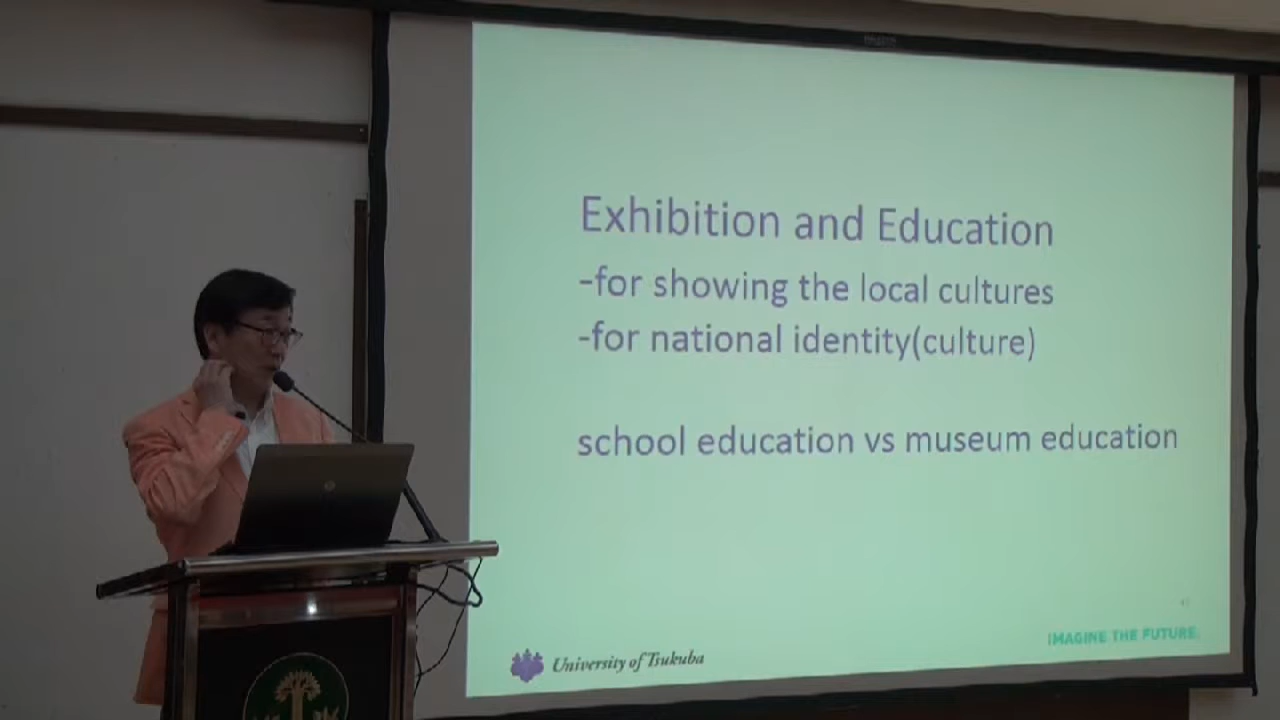 Exhibition and Education
-for showing the local cultures
-for national identity(culture)
school education vs museum education
University of Tsukuba
IMAGINE THE FUTURE.